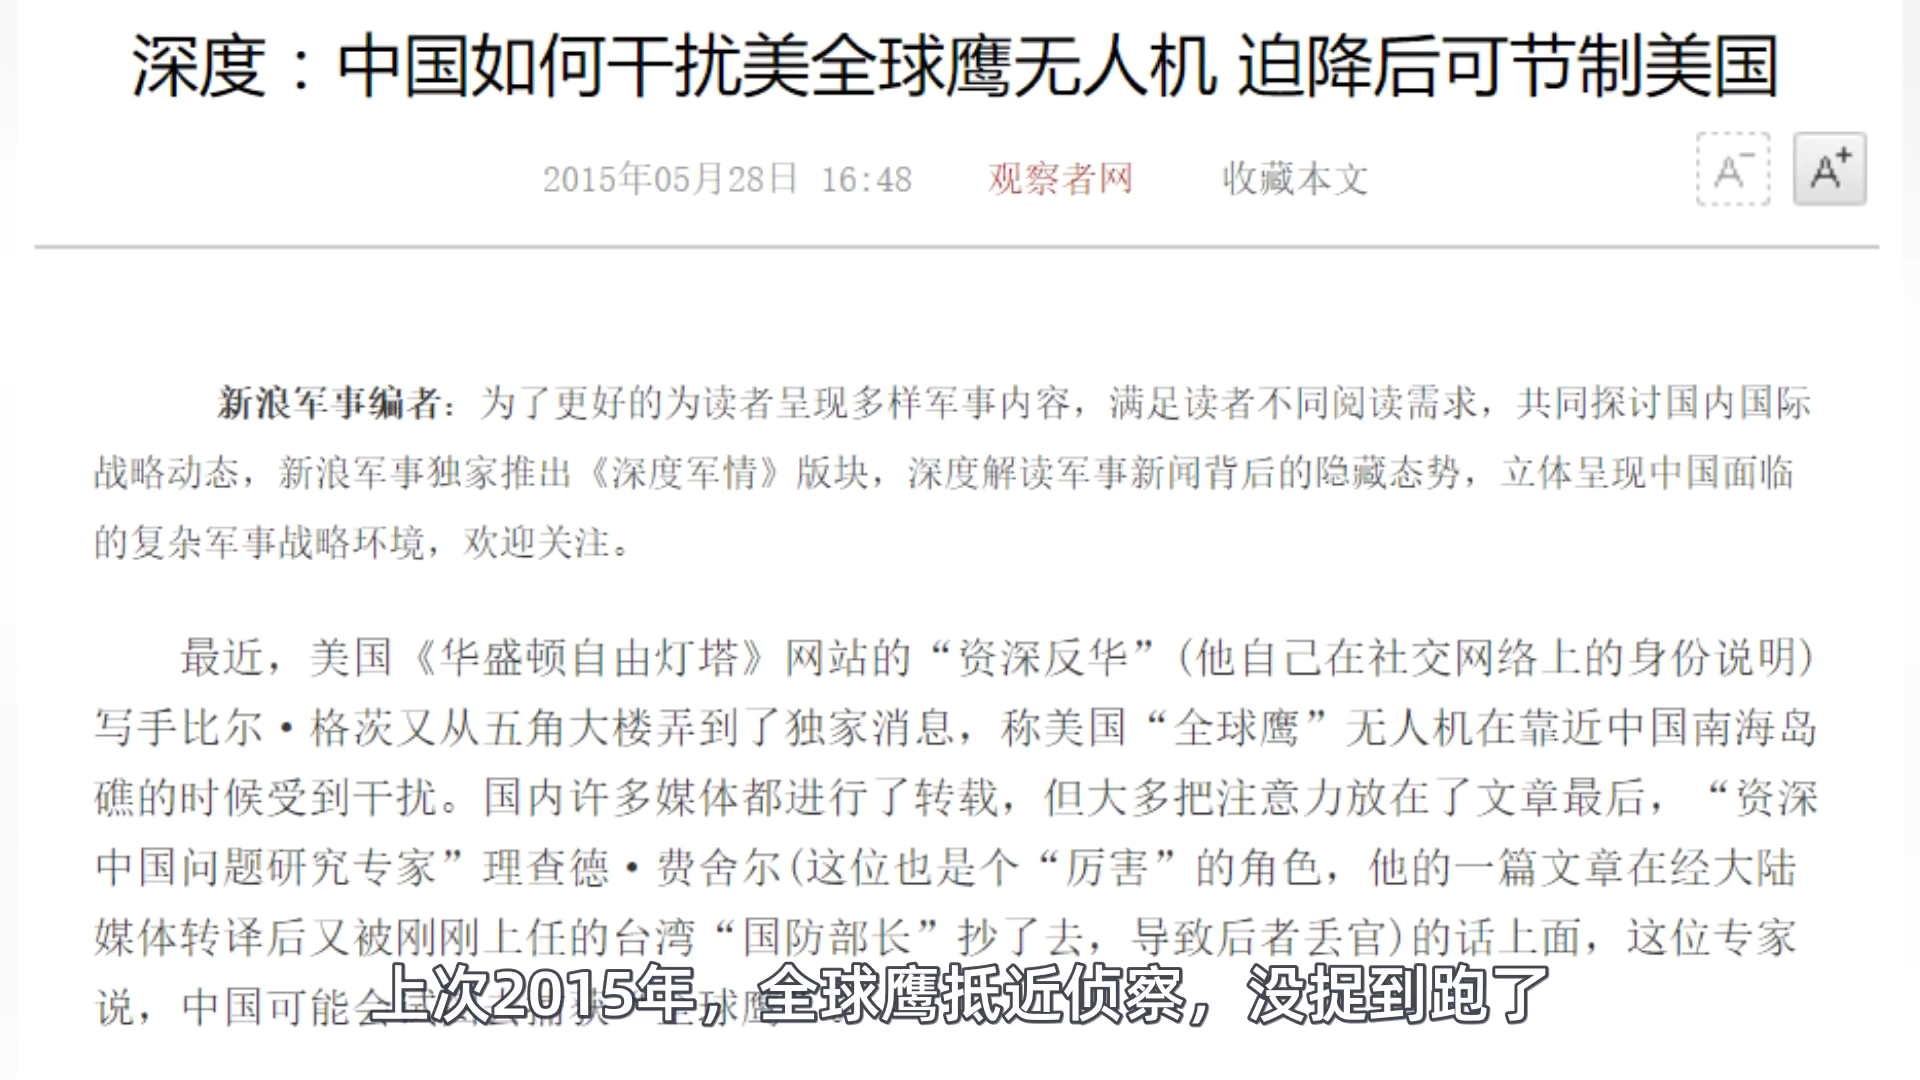 深度：中国如何干扰美全球鹰无人机 迫降后可节制美国
2015年05月28日 16:48 观察者网 收藏本文 A- A+
新浪军事编者：为了更好的为读者呈现多样军事内容，满足读者不同阅读需求，共同探讨国内国际
战略动态，新浪军事独家推出《深度军情》版块，深度解读军事新闻背后的隐藏态势，立体呈现中国面临
的复杂军事战略环境，欢迎关注。
最近，美国《华盛顿自由灯塔》网站的“资深反华”(他自己在社交网络上的身份说明)
写手比尔·格茨又从五角大楼弄到了独家消息，称美国“全球鹰”无人机在靠近中国南海岛
礁的时候受到干扰。国内许多媒体都进行了转载，但大多把注意力放在了文章最后，“资深
中国问题研究专家”理查德·费舍尔(这位也是个“厉害”的角色，他的一篇文章在经大陆
媒体转译后又被刚刚上任的台湾“国防部长”抄了去，导致后者丢官)的话上面，这位专家
说，中国可能会
上次2015年，全球鹰抵近侦察，没捉到跑了